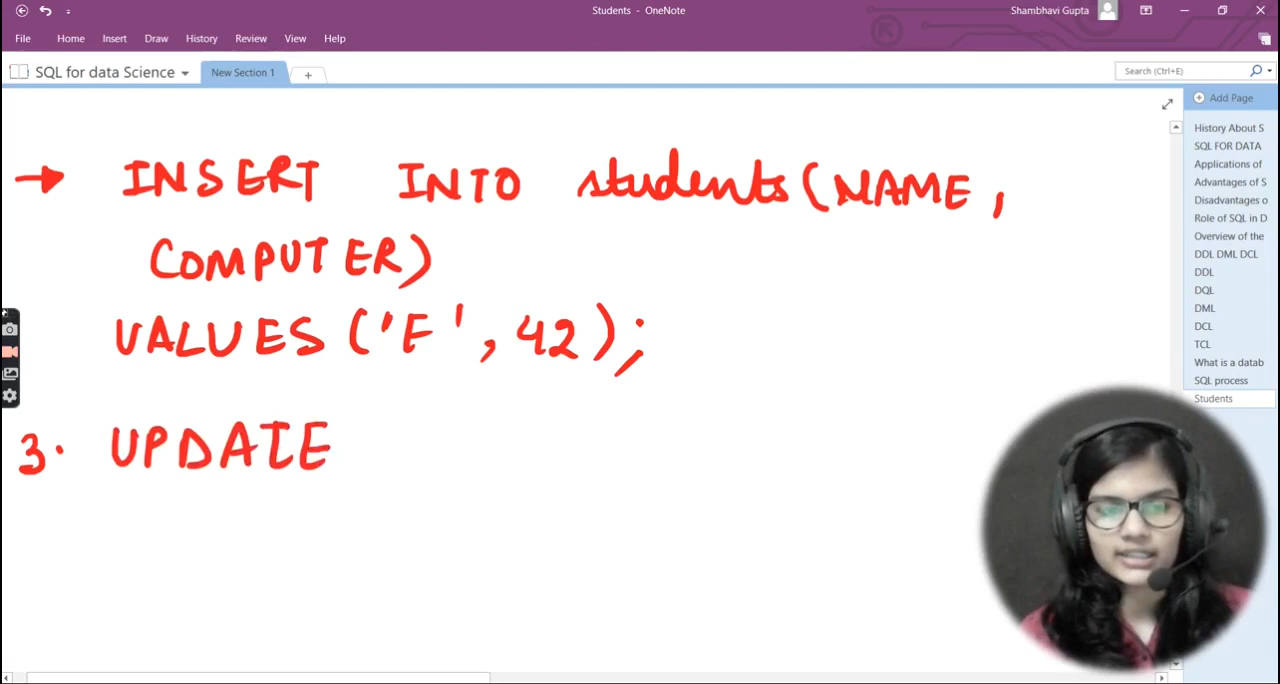 Students - OneNote
Shambhavi Gupta
File Home Insert Draw History Review View Help
SQL for data Science
New Section 1
+
Search (Ctrl+E)
Add Page
→ INSERT INTO students(NAME,
COMPUTER)
VALUES ('E', 42);
3. UPDATE
History About S
SQL FOR DATA
Applications of
Advantages of S
Disadvantages o
Role of SQL in D
Overview of the
DDL DML DCL
DDL
DQL
DML
DCL
TCL
What is a datab
SQL process
Students